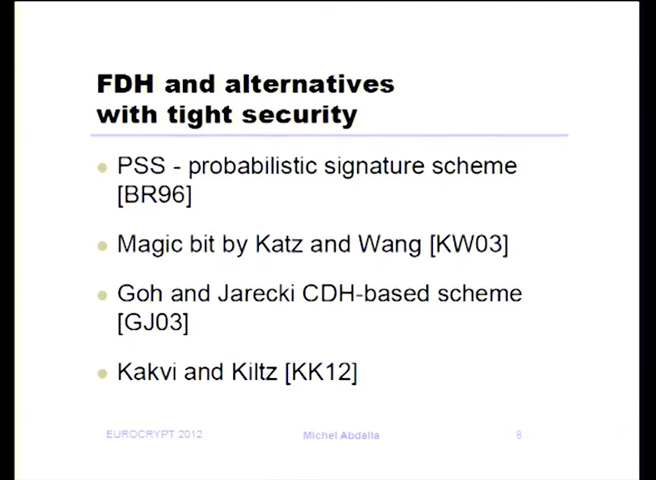 FDH and alternatives
with tight security
PSS - probabilistic signature scheme
[BR96]
Magic bit by Katz and Wang [KW03]
Goh and Jarecki CDH-based scheme
[GJ03]
Kakvi and Kiltz [KK12]
EUROCRYPT 2012 Michel Abdalla 8